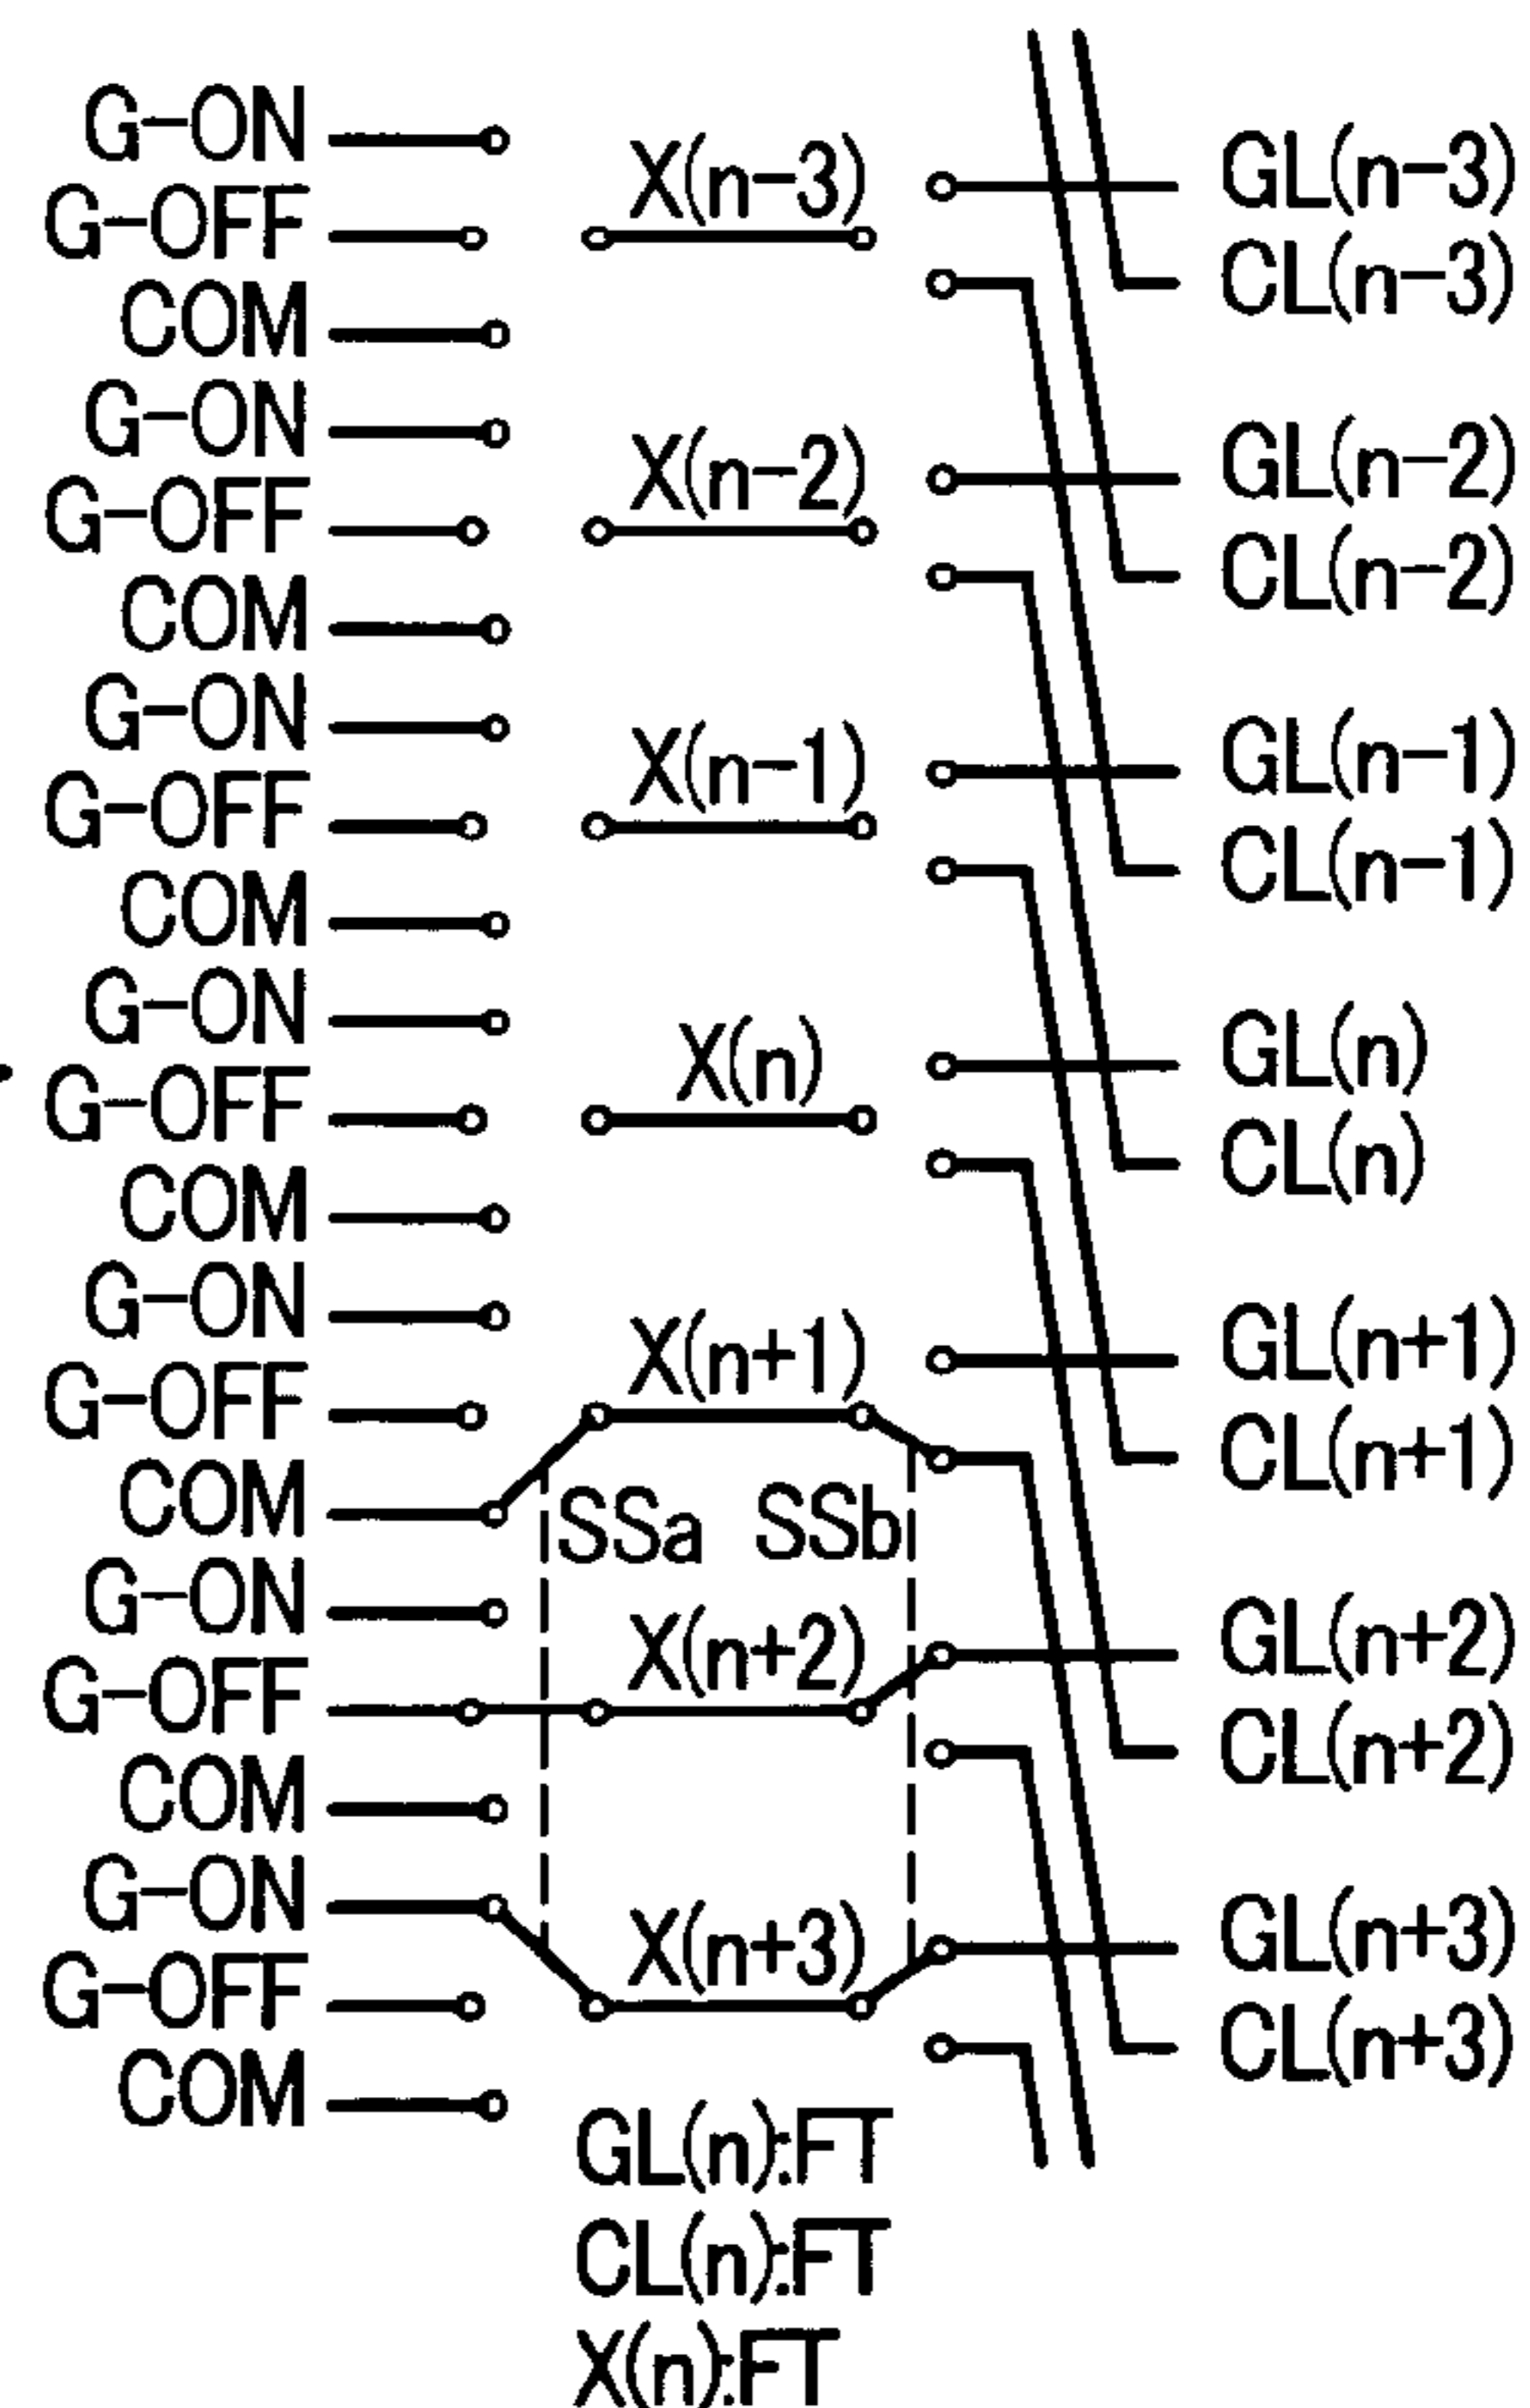 G-ON
X(n-3)
GL(n-3)
G-OFF
CL(n-3)
COM
G-ON
X(n-2)
GL(n-2)
G-OFF
CL(n-2)
COM
G-ON
X(n-1)
GL(n-1)
G-OFF
CL(n-1)
COM
G-ON
X(n)
GL(n)
G-OFF
CL(n)
COM
G-ON
X(n+1)
GL(n+1)
G-OFF
CL(n+1)
COM
SSa SSb
G-ON
X(n+2)
GL(n+2)
G-OFF
CL(n+2)
COM
G-ON
X(n+3)
GL(n+3)
G-OFF
CL(n+3)
COM
GL(n):FT
CL(n):FT
X(n):FT